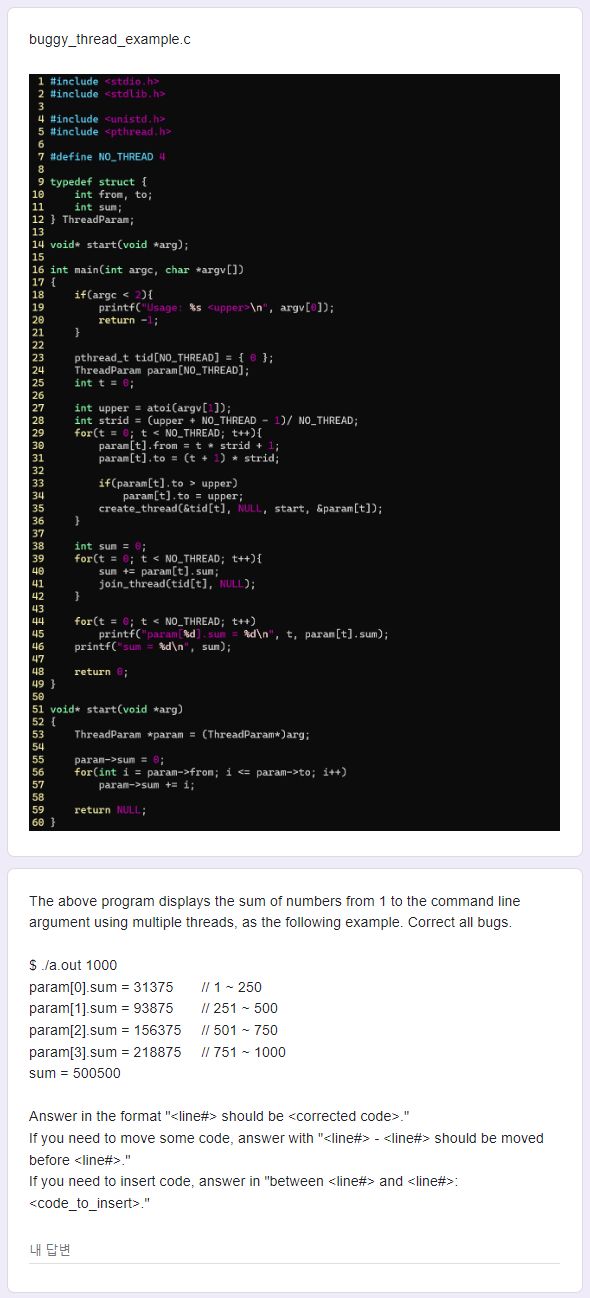 buggy_thread_example.c
1 #include <stdio.h>
2 #include <stdlib.h>
3
4 #include <unistd.h>
5 #include <pthread.h>
6
7 #define NO_THREAD 4
8
9 typedef struct {
10     int from, to;
11     int sum;
12 } ThreadParam;
13
14 void* start(void *arg);
15
16 int main(int argc, char *argv[])
17 {
18     if(argc < 2){
19         printf("Usage: %s <upper>\n", argv[0]);
20         return -1;
21     }
22
23     pthread_t tid[NO_THREAD] = { 0 };
24     ThreadParam param[NO_THREAD];
25     int t = 0;
26
27     int upper = atoi(argv[1]);
28     int strid = (upper + NO_THREAD - 1)/ NO_THREAD;
29     for(t = 0; t < NO_THREAD; t++){
30         param[t].from = t * strid + 1;
31         param[t].to = (t + 1) * strid;
32
33         if(param[t].to > upper)
34             param[t].to = upper;
35         create_thread(&tid[t], NULL, start, &param[t]);
36     }
37
38     int sum = 0;
39     for(t = 0; t < NO_THREAD; t++){
40         sum += param[t].sum;
41         join_thread(tid[t], NULL);
42     }
43
44     for(t = 0; t < NO_THREAD; t++)
45         printf("param[%d].sum = %d\n", t, param[t].sum);
46     printf("sum = %d\n", sum);
47
48     return 0;
49 }
50
51 void* start(void *arg)
52 {
53     ThreadParam *param = (ThreadParam*)arg;
54
55     param->sum = 0;
56     for(int i = param->from; i <= param->to; i++)
57         param->sum += i;
58
59     return NULL;
60 }
The above program displays the sum of numbers from 1 to the command line
argument using multiple threads, as the following example. Correct all bugs.
$ ./a.out 1000
param[0].sum = 31375 // 1 ~ 250
param[1].sum = 93875 // 251 ~ 500
param[2].sum = 156375 // 501 ~ 750
param[3].sum = 218875 // 751 ~ 1000
sum = 500500
Answer in the format "<line#> should be <corrected code>."
If you need to move some code, answer with "<line#> - <line#> should be moved
before <line#>."
If you need to insert code, answer in "between <line#> and <line#>:
<code_to_insert>."
내 답변